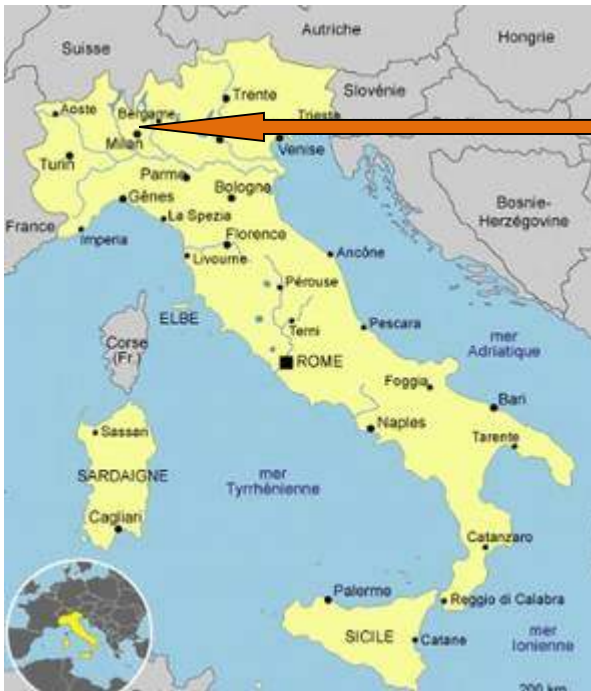 Autriche
Suisse
Hongrie
Slovénie
Trente
Aoste
Bergame
Trieste
Milan
Venise
Turin
Parme
Bologne
Gênes
Bosnie-
Herzégovine
La Spezia
France
Imperia
Florence
Livourne
Ancône
Pérouse
ELBE
Terni
Pescara
Corse
(Fr.)
mer
Adriatique
ROME
Foggia
Bari
Naples
Sassari
Tarente
SARDAIGNE
mer
Tyrrhénienne
Cagliari
Catanzaro
Palerme
Reggio di Calabra
SICILE
Catane
mer
Ionienne
200 km